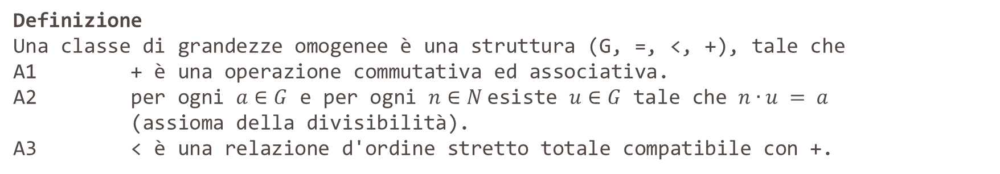 Definizione
Una classe di grandezze omogenee è una struttura (G, =, <, +), tale che
A1 + è una operazione commutativa ed associativa.
A2 per ogni a ∈ G e per ogni n ∈ N esiste u ∈ G tale che n · u = a
(assioma della divisibilità).
A3 < è una relazione d'ordine stretto totale compatibile con +.